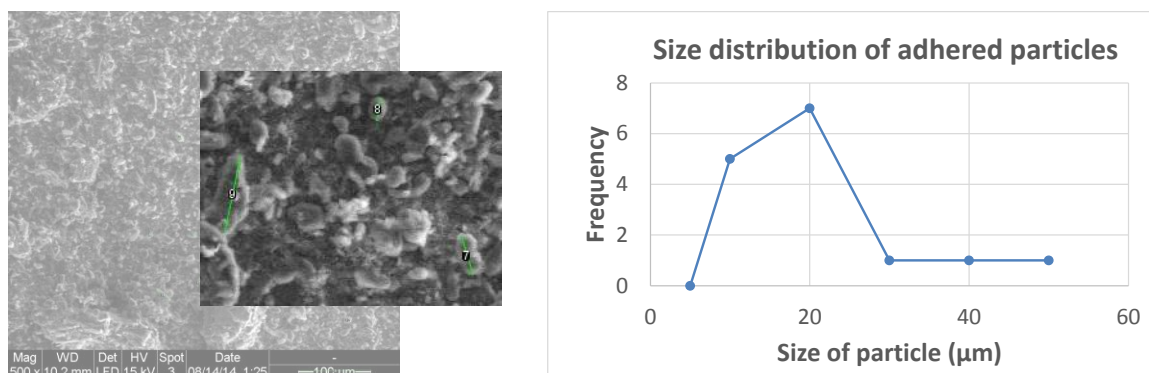 8
9
7
Mag WD Det HV Spot Date -
500 x 10.2 mm LFD 15 kV 3 08/14/14 1:25 100 µm
Size distribution of adhered particles
8
6
4
2
0
0 20 40 60
Frequency
Size of particle (µm)